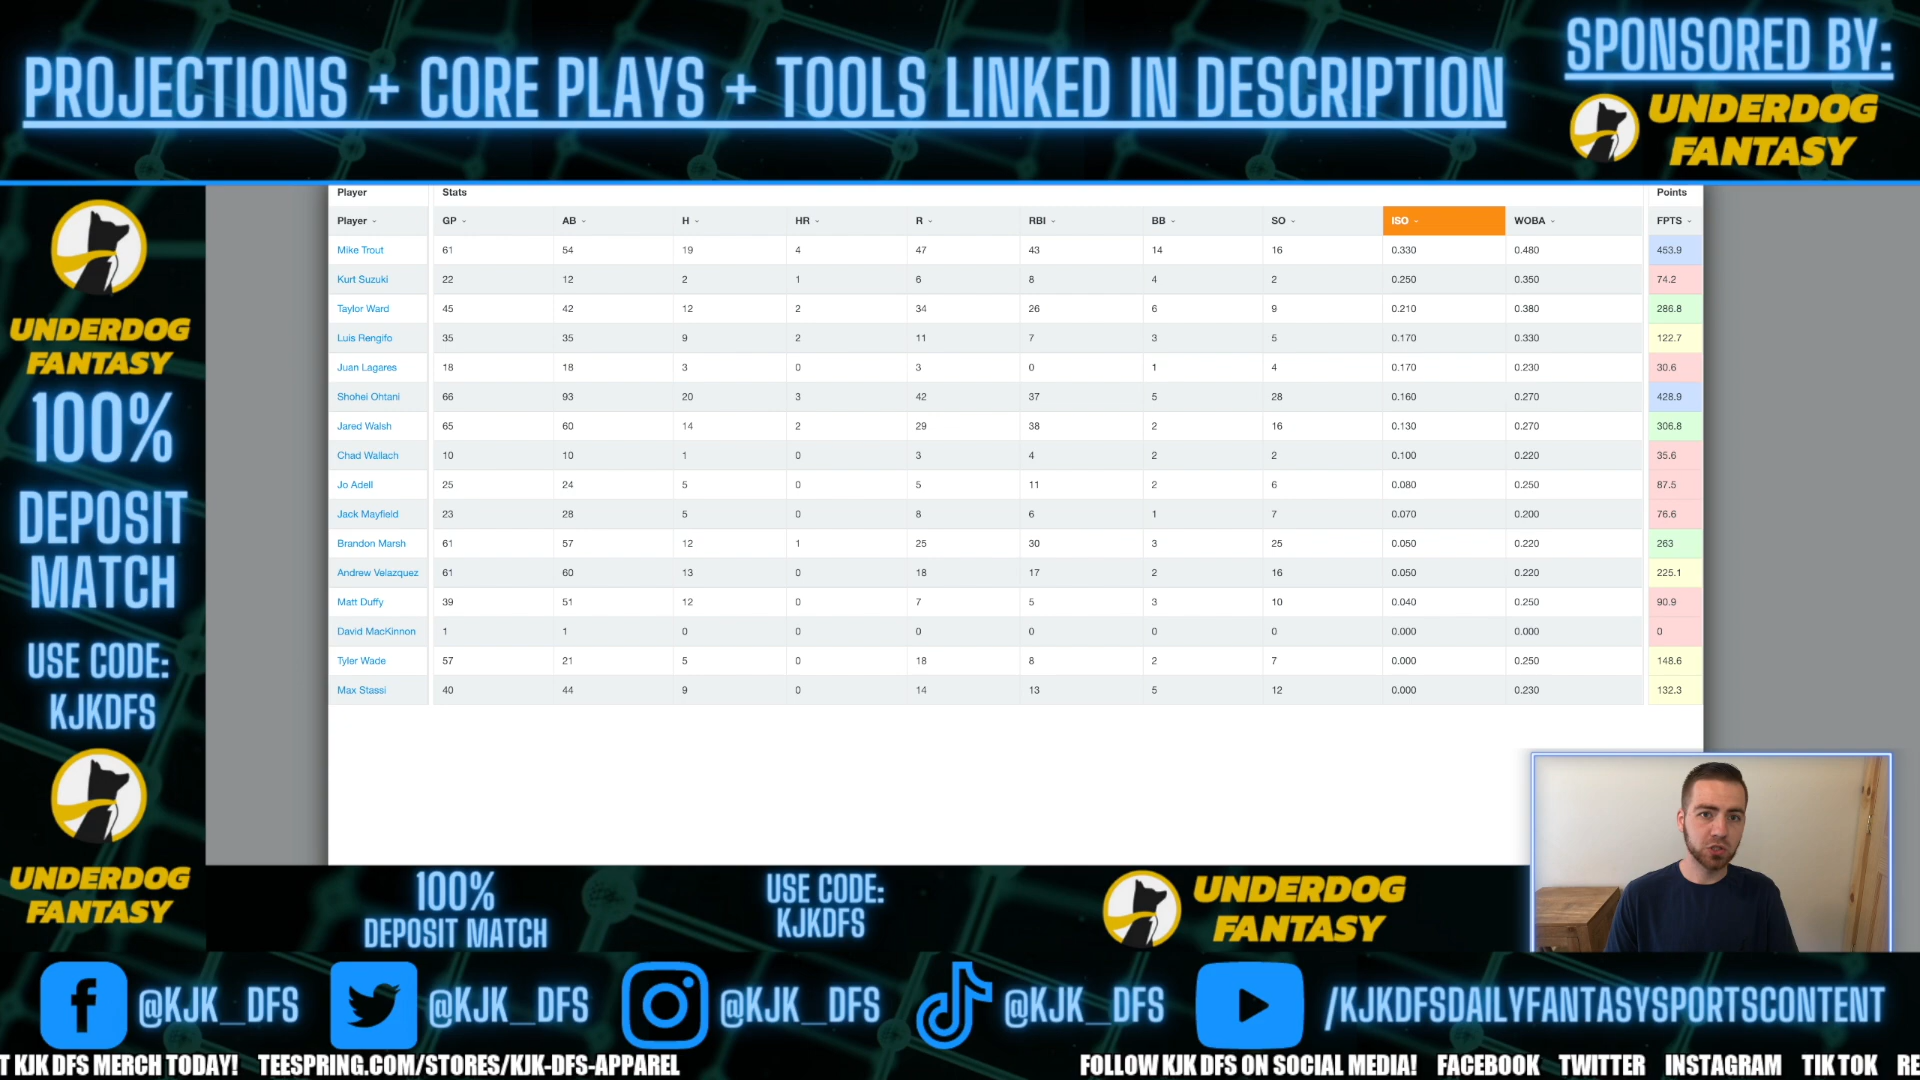 PROJECTIONS + CORE PLAYS + TOOLS LINKED IN DESCRIPTION
SPONSORED BY:
UNDERDOG
FANTASY
UNDERDOG
FANTASY
100%
DEPOSIT
MATCH
USE CODE:
KJKDFS
UNDERDOG
FANTASY
Player Stats Points
Player GP AB H HR R RBI BB SO ISO WOBA FPTS
Mike Trout 61 54 19 4 47 43 14 16 0.330 0.480 453.9
Kurt Suzuki 22 12 2 1 6 8 4 2 0.250 0.350 74.2
Taylor Ward 45 42 12 2 34 26 6 9 0.210 0.380 286.8
Luis Rengifo 35 35 9 2 11 7 3 5 0.170 0.330 122.7
Juan Lagares 18 18 3 0 3 0 1 4 0.170 0.230 30.6
Shohei Ohtani 66 93 20 3 42 37 5 28 0.160 0.270 428.9
Jared Walsh 65 60 14 2 29 38 2 16 0.130 0.270 306.8
Chad Wallach 10 10 1 0 3 4 2 2 0.100 0.220 35.6
Jo Adell 25 24 5 0 5 11 2 6 0.080 0.250 87.5
Jack Mayfield 23 28 5 0 8 6 1 7 0.070 0.200 76.6
Brandon Marsh 61 57 12 1 25 30 3 25 0.050 0.220 263
Andrew Velazquez 61 60 13 0 18 17 2 16 0.050 0.220 225.1
Matt Duffy 39 51 12 0 7 5 3 10 0.040 0.250 90.9
David MacKinnon 1 1 0 0 0 0 0 0 0.000 0.000 0
Tyler Wade 57 21 5 0 18 8 2 7 0.000 0.250 148.6
Max Stassi 40 44 9 0 14 13 5 12 0.000 0.230 132.3
100%
DEPOSIT MATCH
USE CODE:
KJKDFS
UNDERDOG
FANTASY
@KJK_DFS @KJK_DFS @KJK_DFS @KJK_DFS /KJKDFSDAILYFANTASYSPORTSCONTENT
T KJK DFS MERCH TODAY! TEESPRING.COM/STORES/KJK-DFS-APPAREL FOLLOW KJK DFS ON SOCIAL MEDIA! FACEBOOK TWITTER INSTAGRAM TIK TOK RE